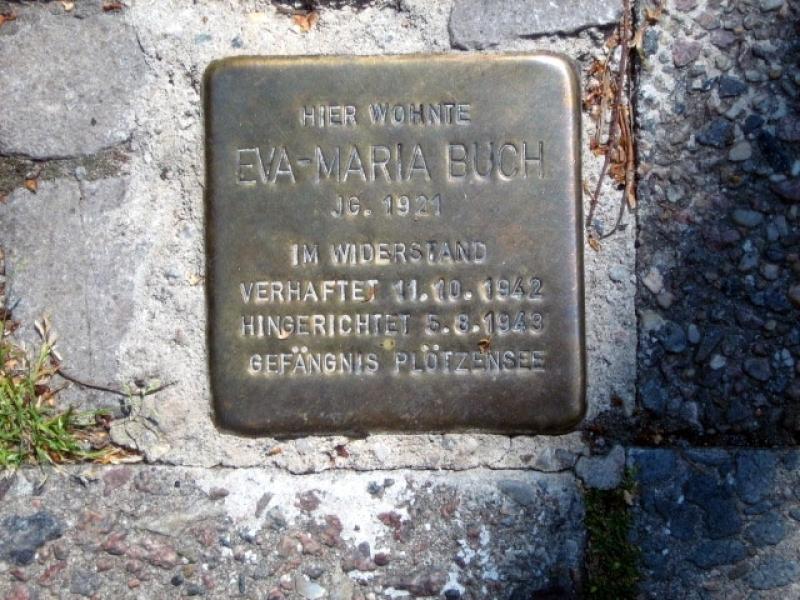 HIER WOHNTE
EVA-MARIA BUCH
JG. 1921
IM WIDERSTAND
VERHAFTET 11.10.1942
HINGERICHTET 5.8.1943
GEFÄNGNIS PLÖTZENSEE